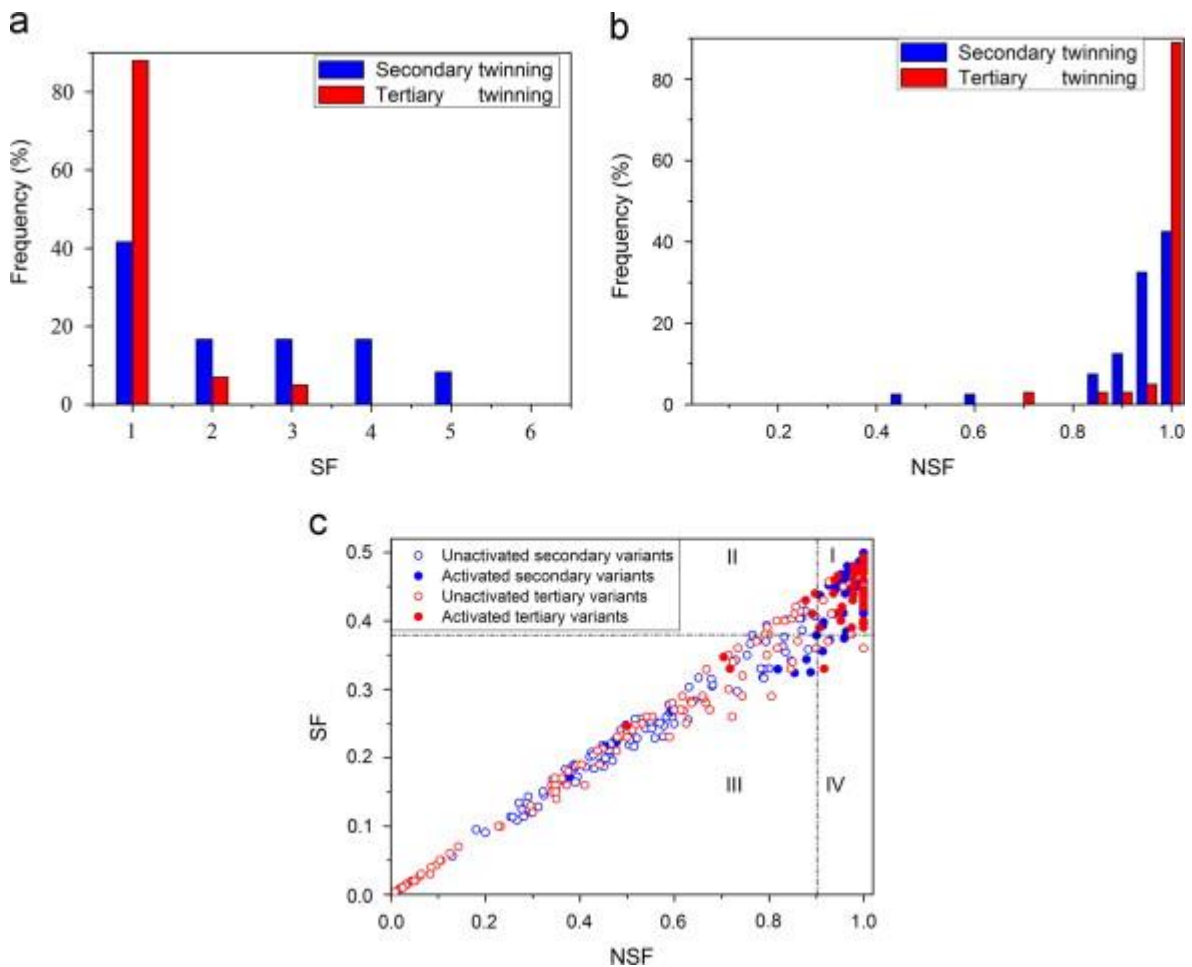 a
Secondary twinning
Tertiary twinning
Frequency (%)
80
60
40
20
0
1 2 3 4 5 6
SF
b
Secondary twinning
Tertiary twinning
Frequency (%)
80
60
40
20
0
0.2 0.4 0.6 0.8 1.0
NSF
c
Unactivated secondary variants
Activated secondary variants
Unactivated tertiary variants
Activated tertiary variants
II
I
III
IV
SF
0.5
0.4
0.3
0.2
0.1
0.0
0.0 0.2 0.4 0.6 0.8 1.0
NSF